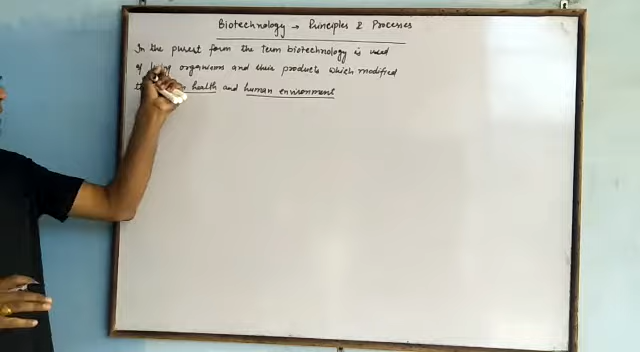 Biotechnology → Principles & Processes
In the purest form the term biotechnology is used
of living organisms and their products which modified
health and human environment